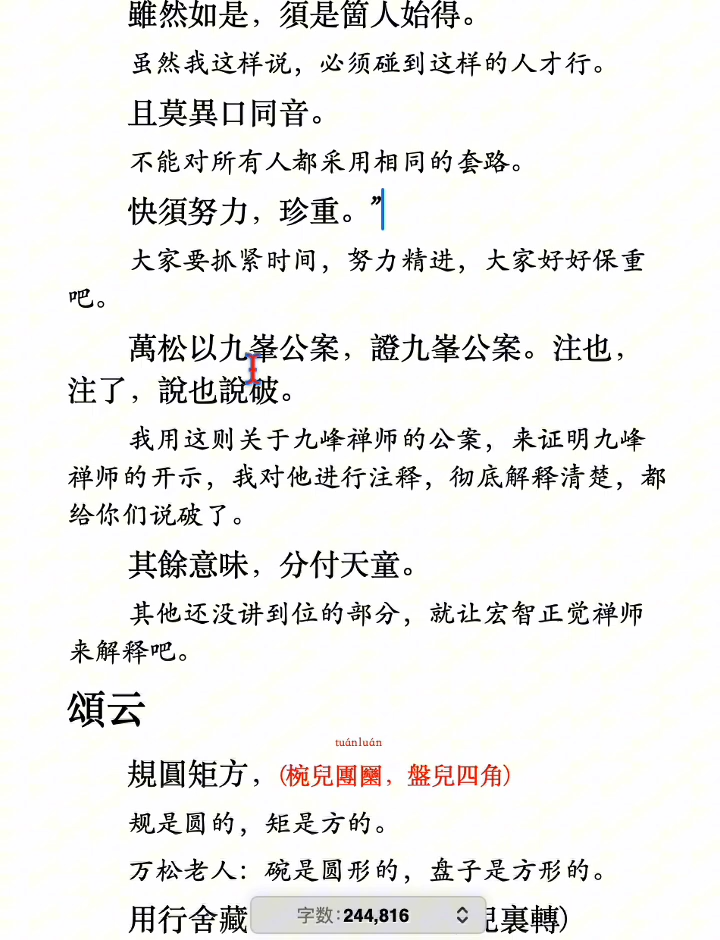 雖然如是，須是箇人始得。
虽然我这样说，必须碰到这样的人才行。
且莫異口同音。
不能对所有人都采用相同的套路。
快須努力，珍重。”
大家要抓紧时间，努力精进，大家好好保重
吧。
萬松以九峯公案，證九峯公案。注也，
注了，說也說破。
我用这则关于九峰禅师的公案，来证明九峰
禅师的开示，我对他进行注释，彻底解释清楚，都
给你们说破了。
其餘意味，分付天童。
其他还没讲到位的部分，就让宏智正觉禅师
来解释吧。
頌云
tuánluán
規圓矩方，(椀兒團圞，盤兒四角)
规是圆的，矩是方的。
万松老人：碗是圆形的，盘子是方形的。
用行舍藏 裏轉)
字数：244,816